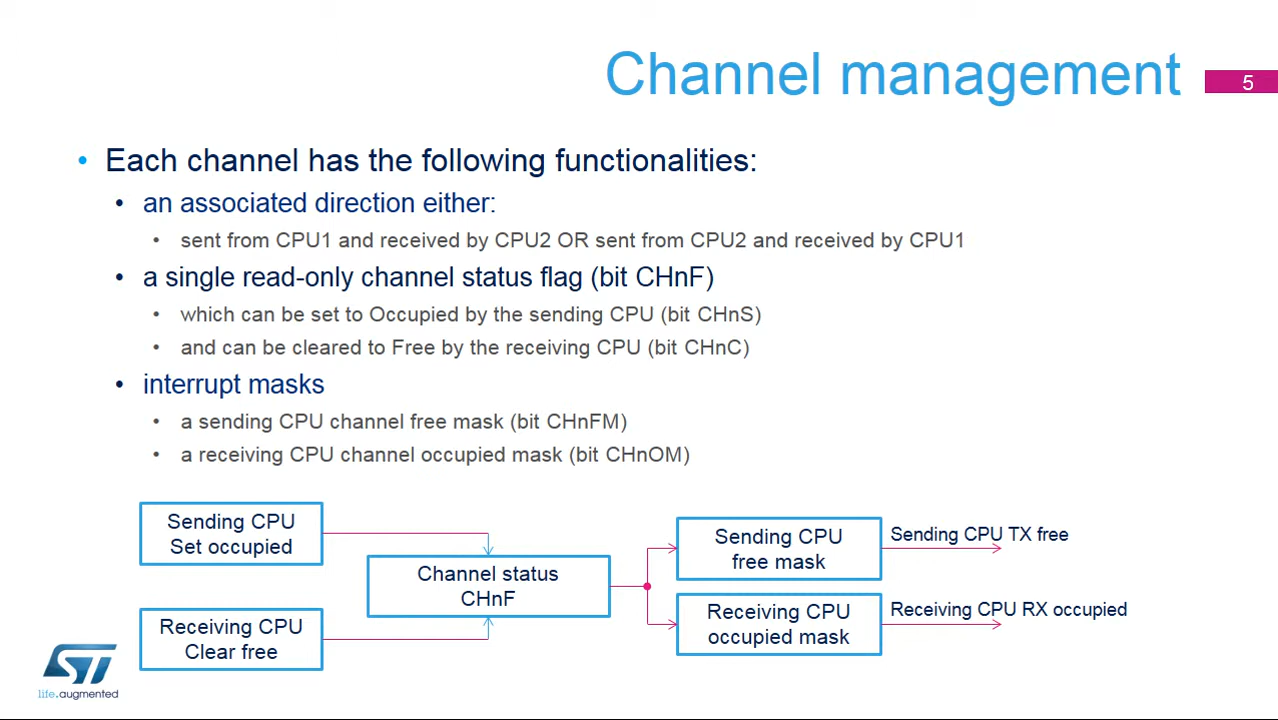 Channel management
5
• Each channel has the following functionalities:
• an associated direction either:
• sent from CPU1 and received by CPU2 OR sent from CPU2 and received by CPU1
• a single read-only channel status flag (bit CHnF)
• which can be set to Occupied by the sending CPU (bit CHnS)
• and can be cleared to Free by the receiving CPU (bit CHnC)
• interrupt masks
• a sending CPU channel free mask (bit CHnFM)
• a receiving CPU channel occupied mask (bit CHnOM)
Sending CPU
Set occupied
Receiving CPU
Clear free
Channel status
CHnF
Sending CPU
free mask
Sending CPU TX free
Receiving CPU
occupied mask
Receiving CPU RX occupied
ST
life.augmented